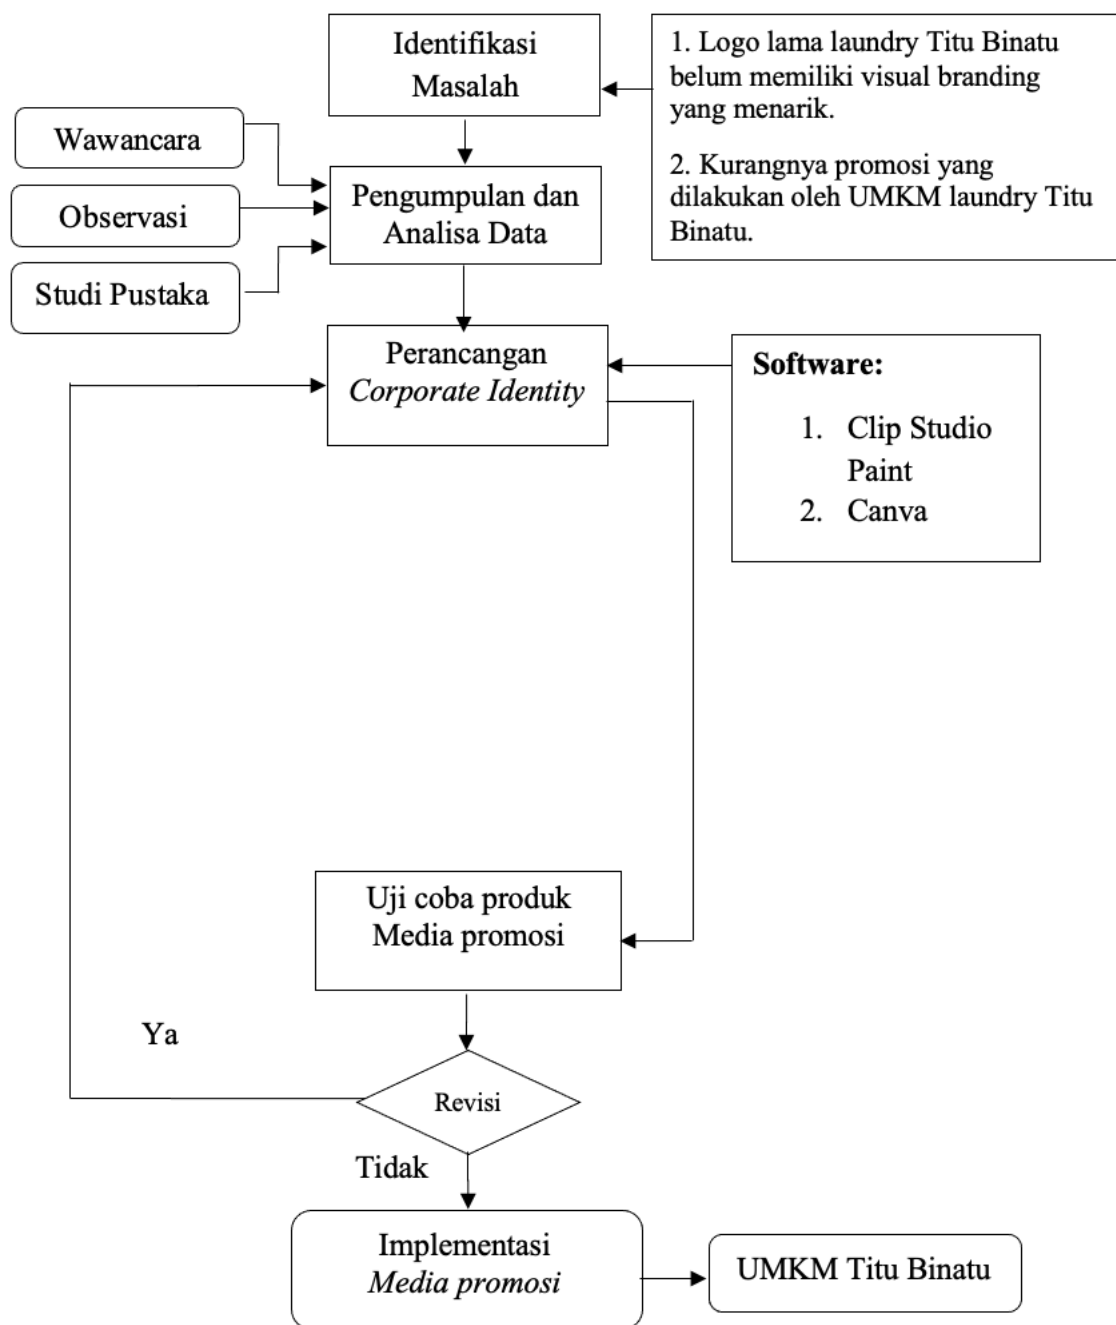 Identifikasi
Masalah
1. Logo lama laundry Titu Binatu
belum memiliki visual branding
yang menarik.
2. Kurangnya promosi yang
dilakukan oleh UMKM laundry Titu
Binatu.
Wawancara
Observasi
Studi Pustaka
Pengumpulan dan
Analisa Data
Perancangan
Corporate Identity
Software:
1. Clip Studio
Paint
2. Canva
Uji coba produk
Media promosi
Ya
Revisi
Tidak
Implementasi
Media promosi
UMKM Titu Binatu